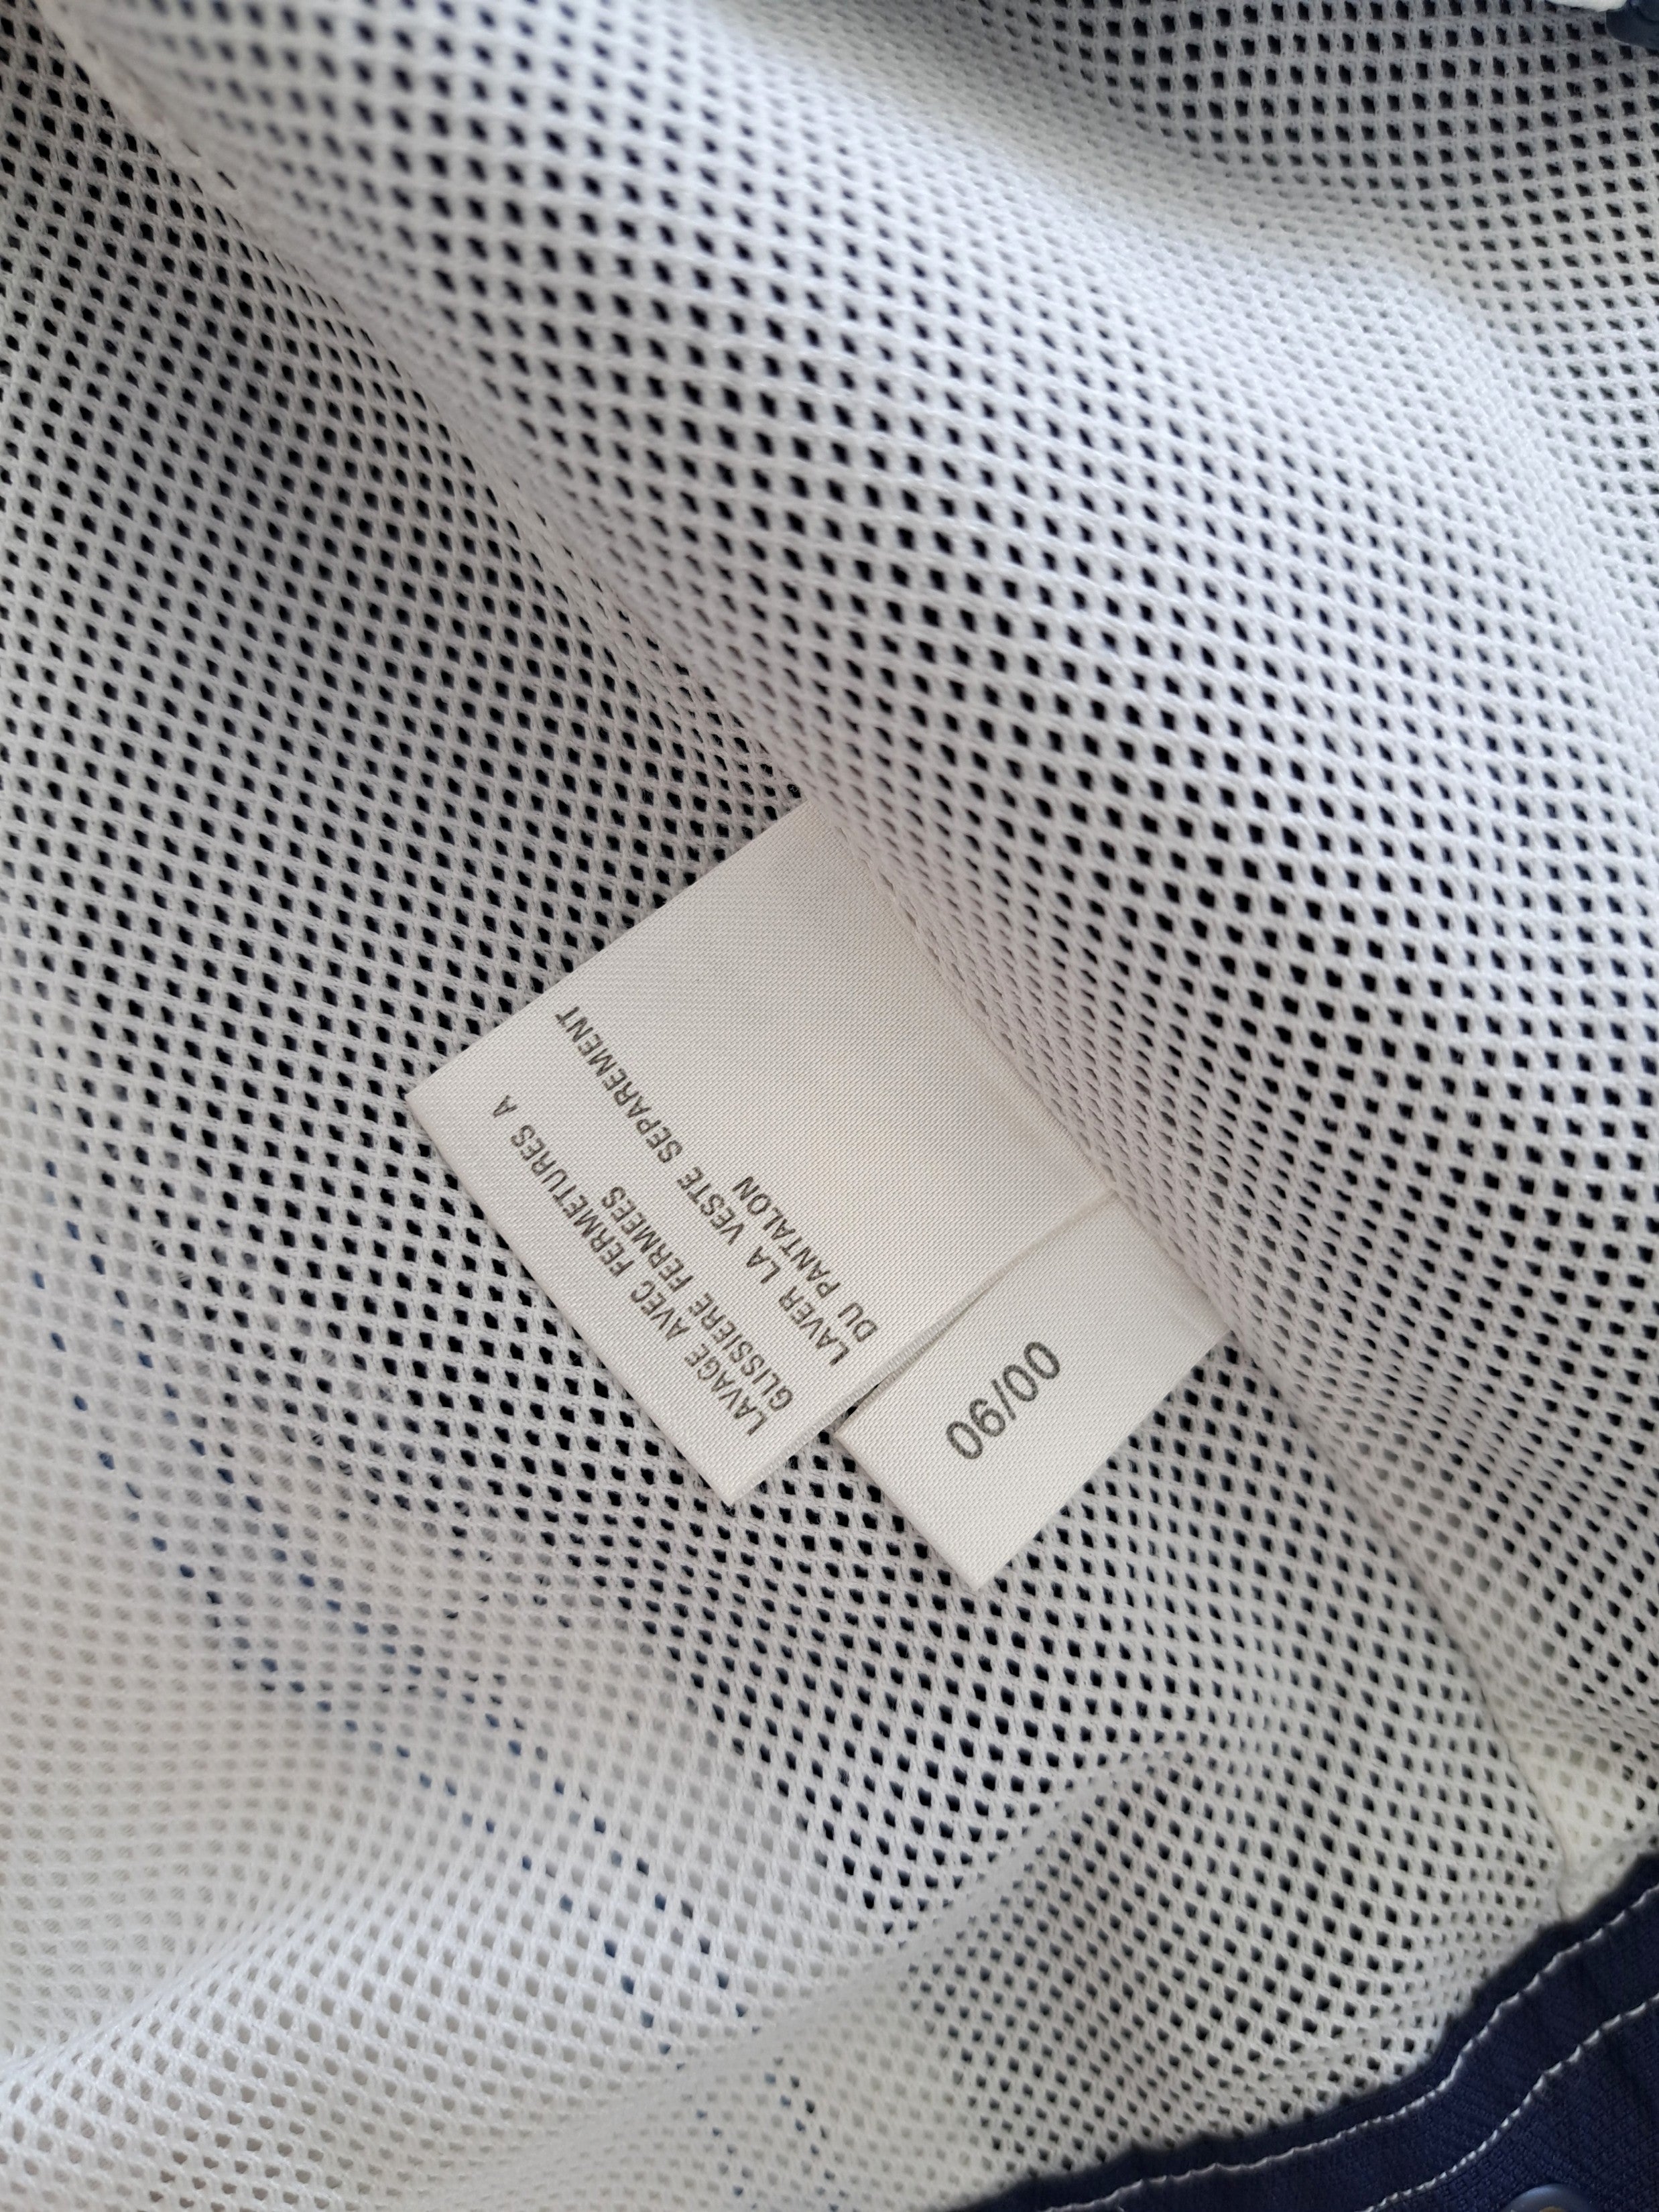 LAVAGE AVEC FERMETURES A
GLISSIERE FERMEES
LAVER LA VESTE SEPAREMENT
DU PANTALON
06/00